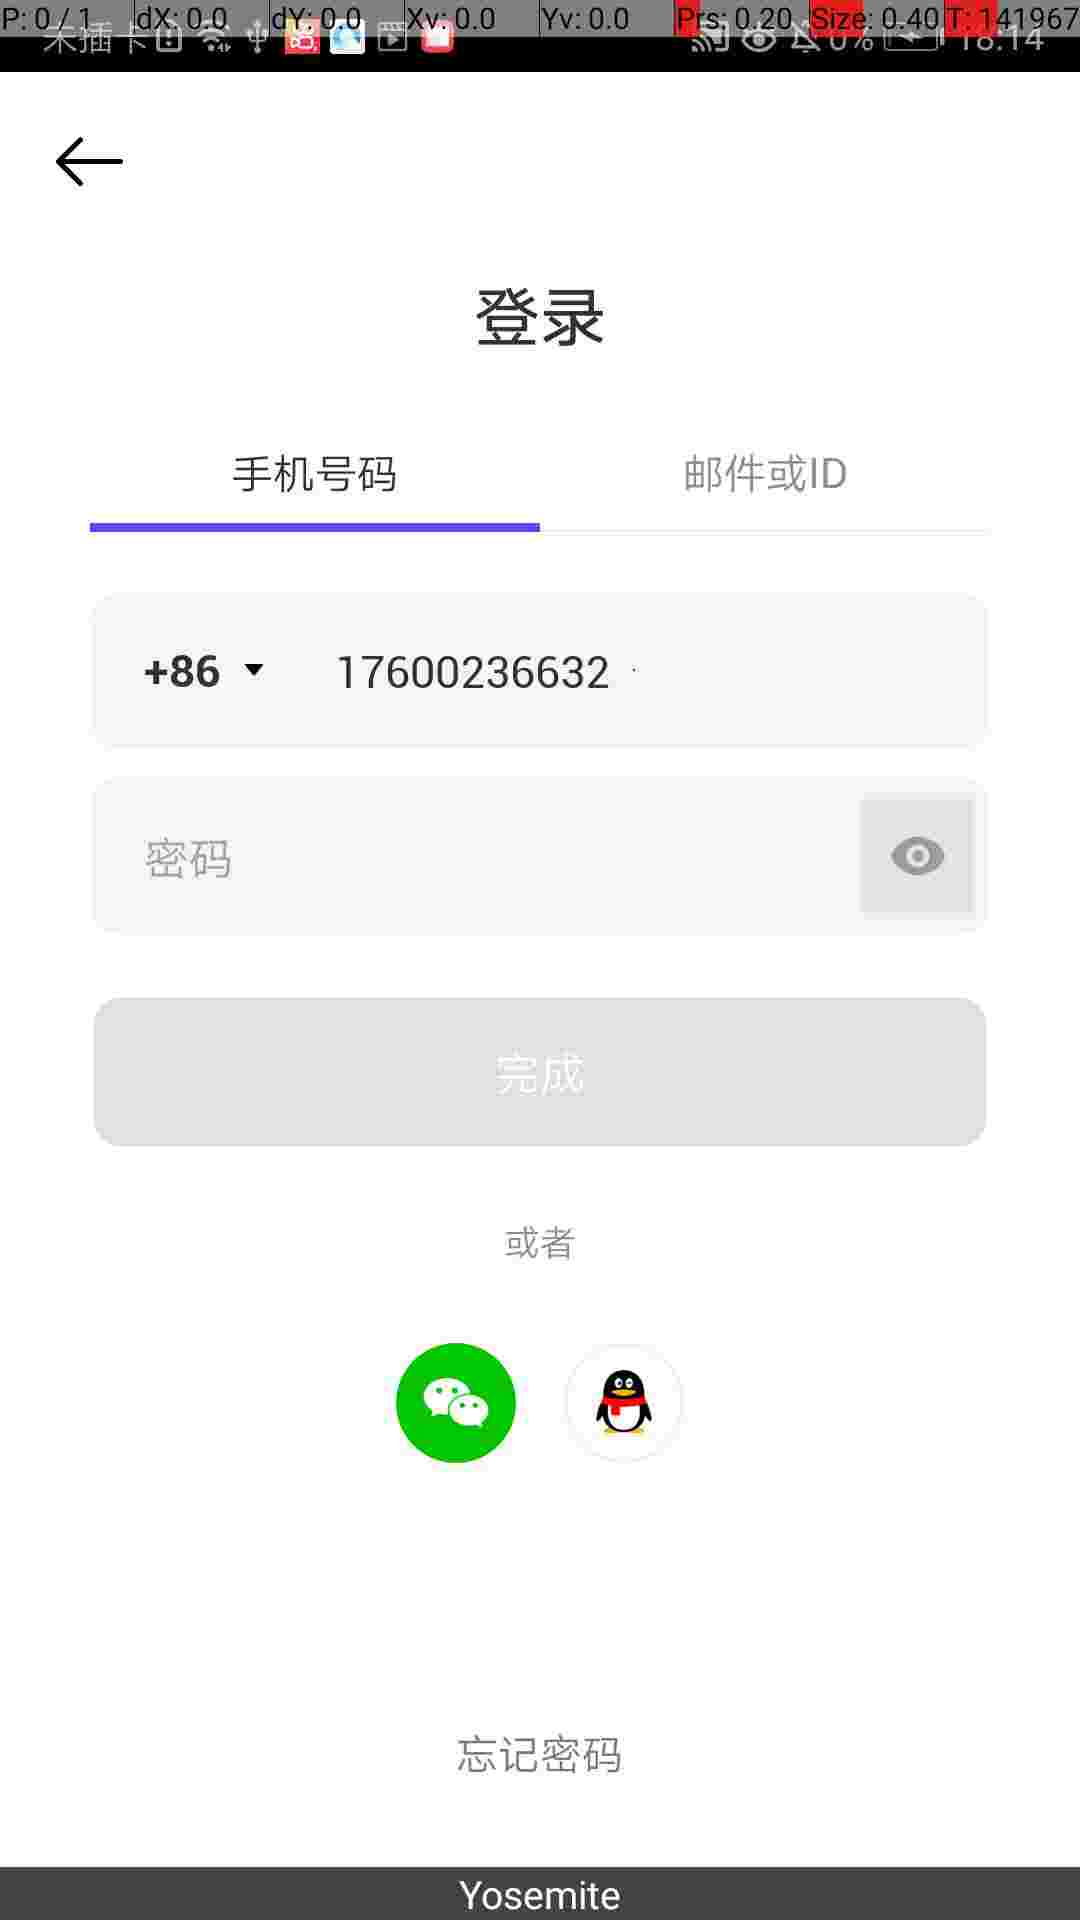 P: 0 / 1 dX: 0.0 dY: 0.0 Xv: 0.0 Yv: 0.0 Prs: 0.20 Size: 0.40 T: 141967
未插卡 0% 18:14
登录
手机号码 邮件或ID
+86 17600236632
密码
完成
或者
忘记密码
Yosemite